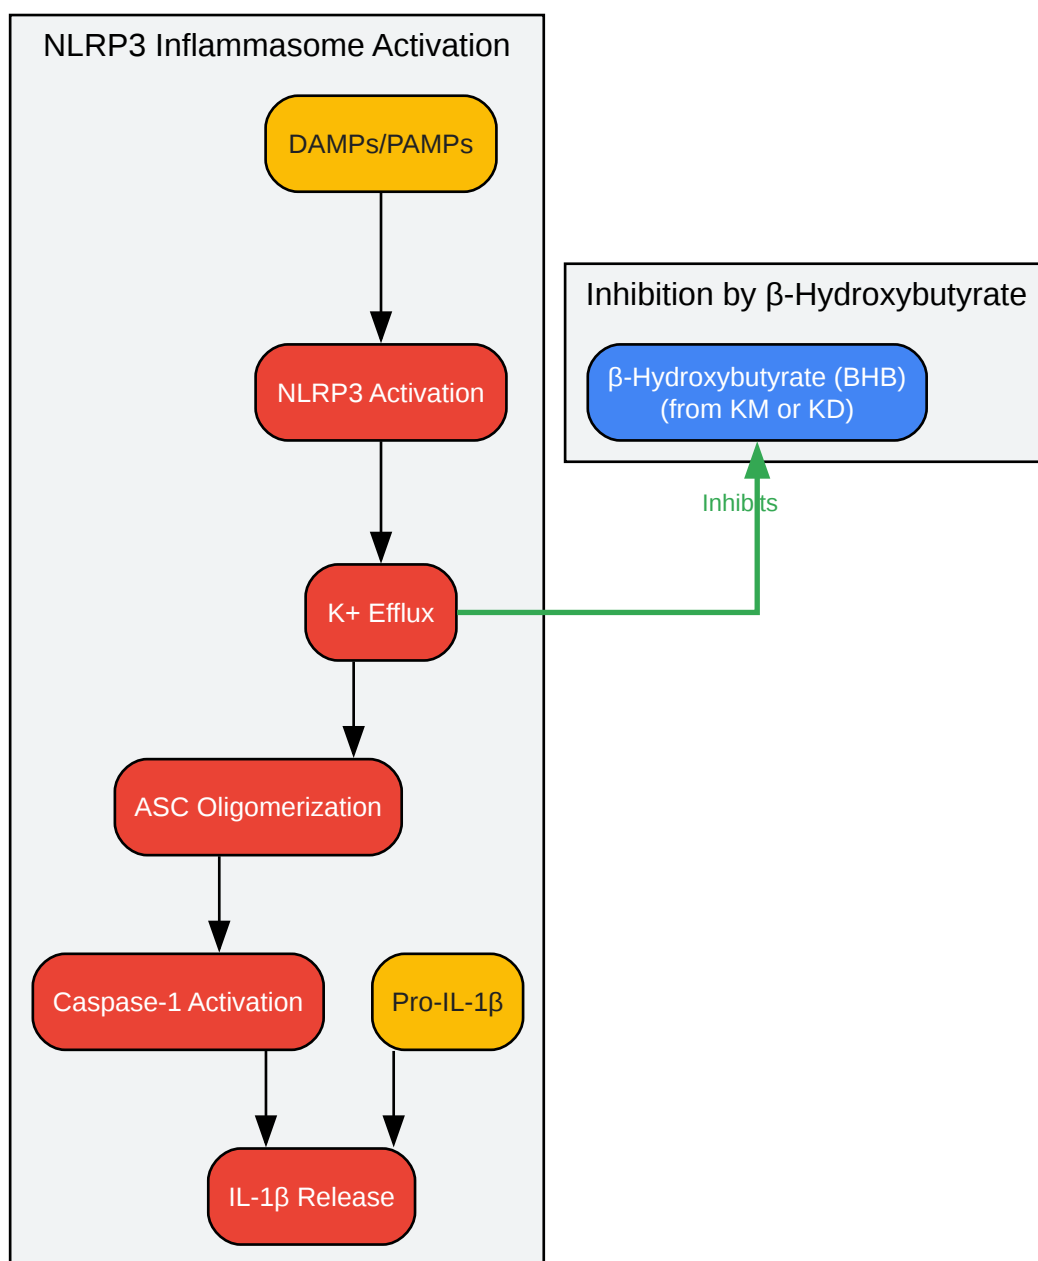 NLRP3 Inflammasome Activation
DAMPs/PAMPs
NLRP3 Activation
K+ Efflux
ASC Oligomerization
Caspase-1 Activation
Pro-IL-1β
IL-1β Release
Inhibition by β-Hydroxybutyrate
β-Hydroxybutyrate (BHB)
(from KM or KD)
Inhibits